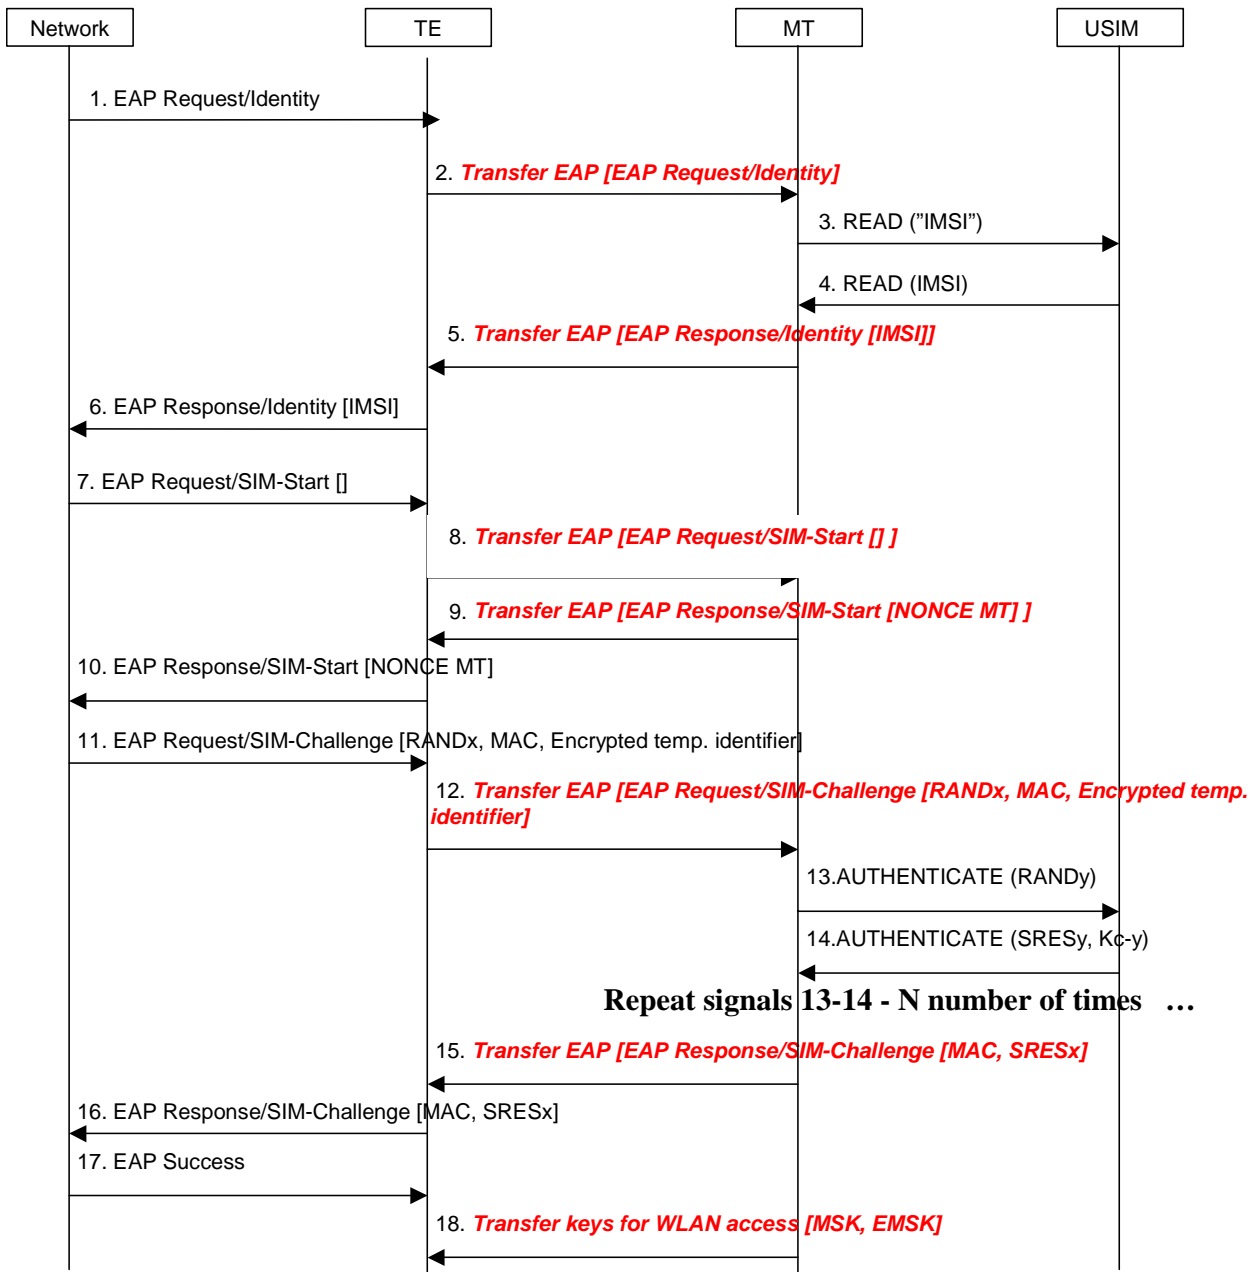 Network TE MT USIM
1. EAP Request/Identity
2. Transfer EAP [EAP Request/Identity]
3. READ (”IMSI”)
4. READ (IMSI)
5. Transfer EAP [EAP Response/Identity [IMSI]]
6. EAP Response/Identity [IMSI]
7. EAP Request/SIM-Start []
8. Transfer EAP [EAP Request/SIM-Start [] ]
9. Transfer EAP [EAP Response/SIM-Start [NONCE MT] ]
10. EAP Response/SIM-Start [NONCE MT]
11. EAP Request/SIM-Challenge [RANDx, MAC, Encrypted temp. identifier]
12. Transfer EAP [EAP Request/SIM-Challenge [RANDx, MAC, Encrypted temp.
identifier]
13.AUTHENTICATE (RANDy)
14.AUTHENTICATE (SRESy, Kc-y)
Repeat signals 13-14 - N number of times …
15. Transfer EAP [EAP Response/SIM-Challenge [MAC, SRESx]
16. EAP Response/SIM-Challenge [MAC, SRESx]
17. EAP Success
18. Transfer keys for WLAN access [MSK, EMSK]